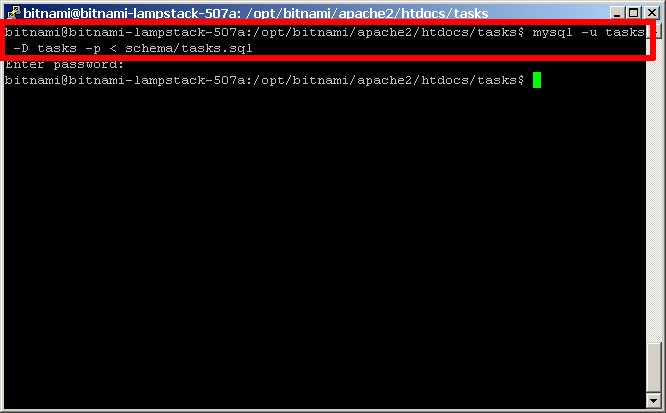 bitnami@bitnami-lampstack-507a: /opt/bitnami/apache2/htdocs/tasks
bitnami@bitnami-lampstack-507a:/opt/bitnami/apache2/htdocs/tasks$ mysql -u tasks
-D tasks -p < schema/tasks.sql
Enter password:
bitnami@bitnami-lampstack-507a:/opt/bitnami/apache2/htdocs/tasks$